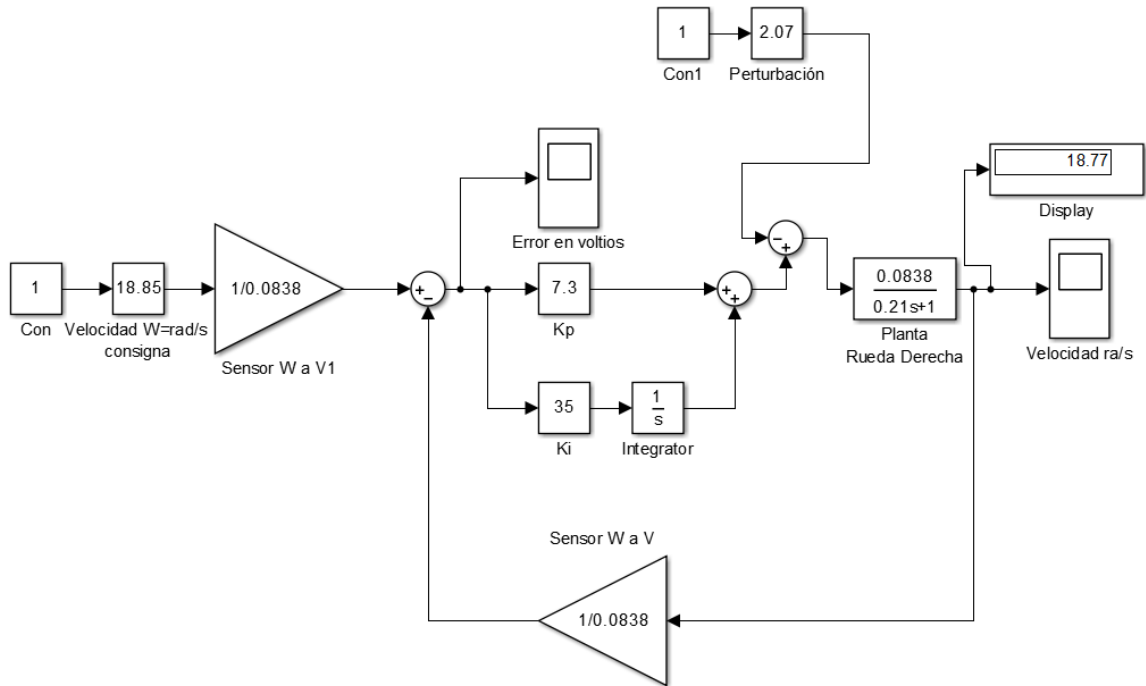 1
Con1
2.07
Perturbación
18.77
Display
Error en voltios
1
Con
18.85
Velocidad W=rad/s
consigna
1/0.0838
Sensor W a V1
+
−
7.3
Kp
35
Ki
1
s
Integrator
+
+
−
+
0.0838
0.21s+1
Planta
Rueda Derecha
Velocidad ra/s
Sensor W a V
1/0.0838